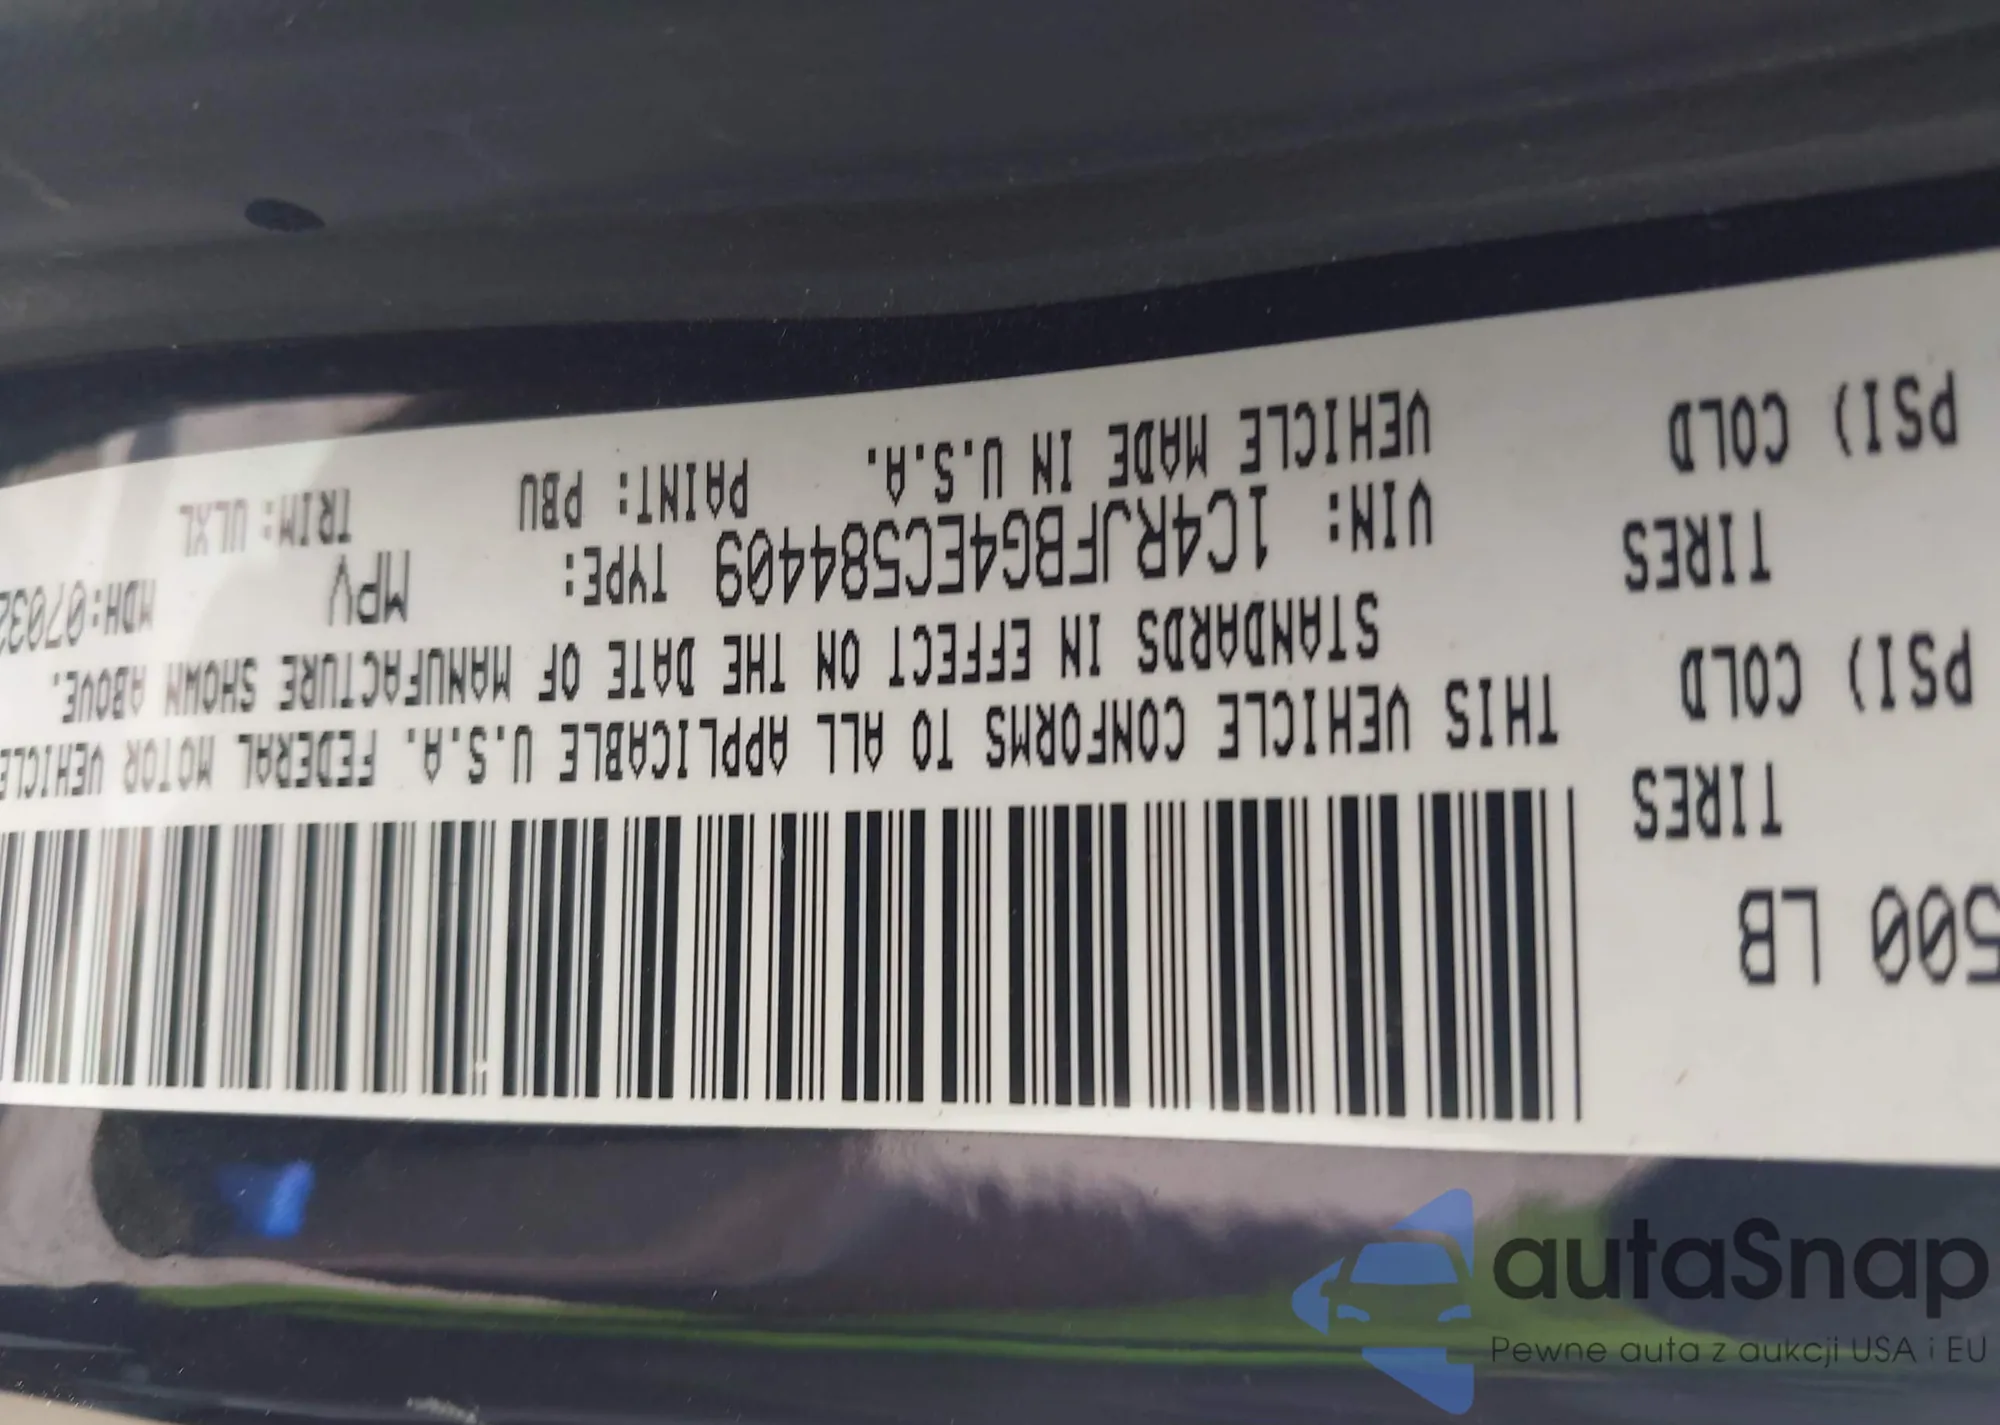 500 LB
TIRES
PSI) COLD
TIRES
PSI) COLD
THIS VEHICLE CONFORMS TO ALL APPLICABLE U.S.A. FEDERAL MOTOR VEHICLE
STANDARDS IN EFFECT ON THE DATE OF MANUFACTURE SHOWN ABOVE.
VIN: 1C4RJFBG4EC584409 TYPE: MPV MDH:07032
VEHICLE MADE IN U.S.A. PAINT: PBU TRIM: ULXL
autaSnap
Pewne auta z aukcji USA i EU